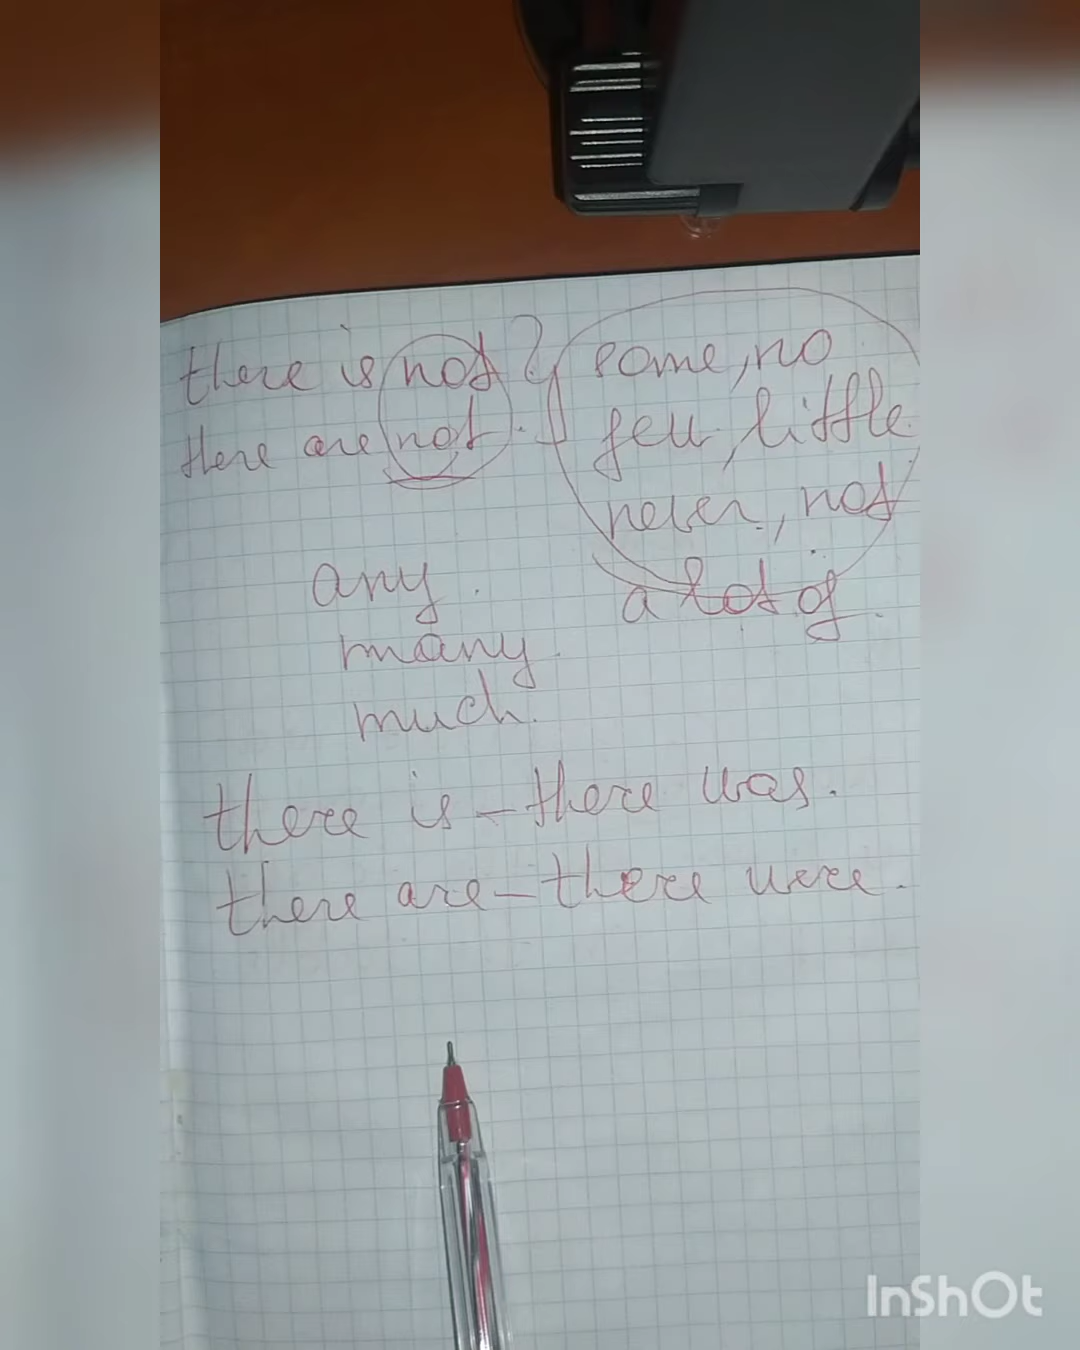 there is not ? some, no
there are not. few, little
never, not
any. a lot of.
many.
much.
there is - there was.
there are - there were.
InShOt